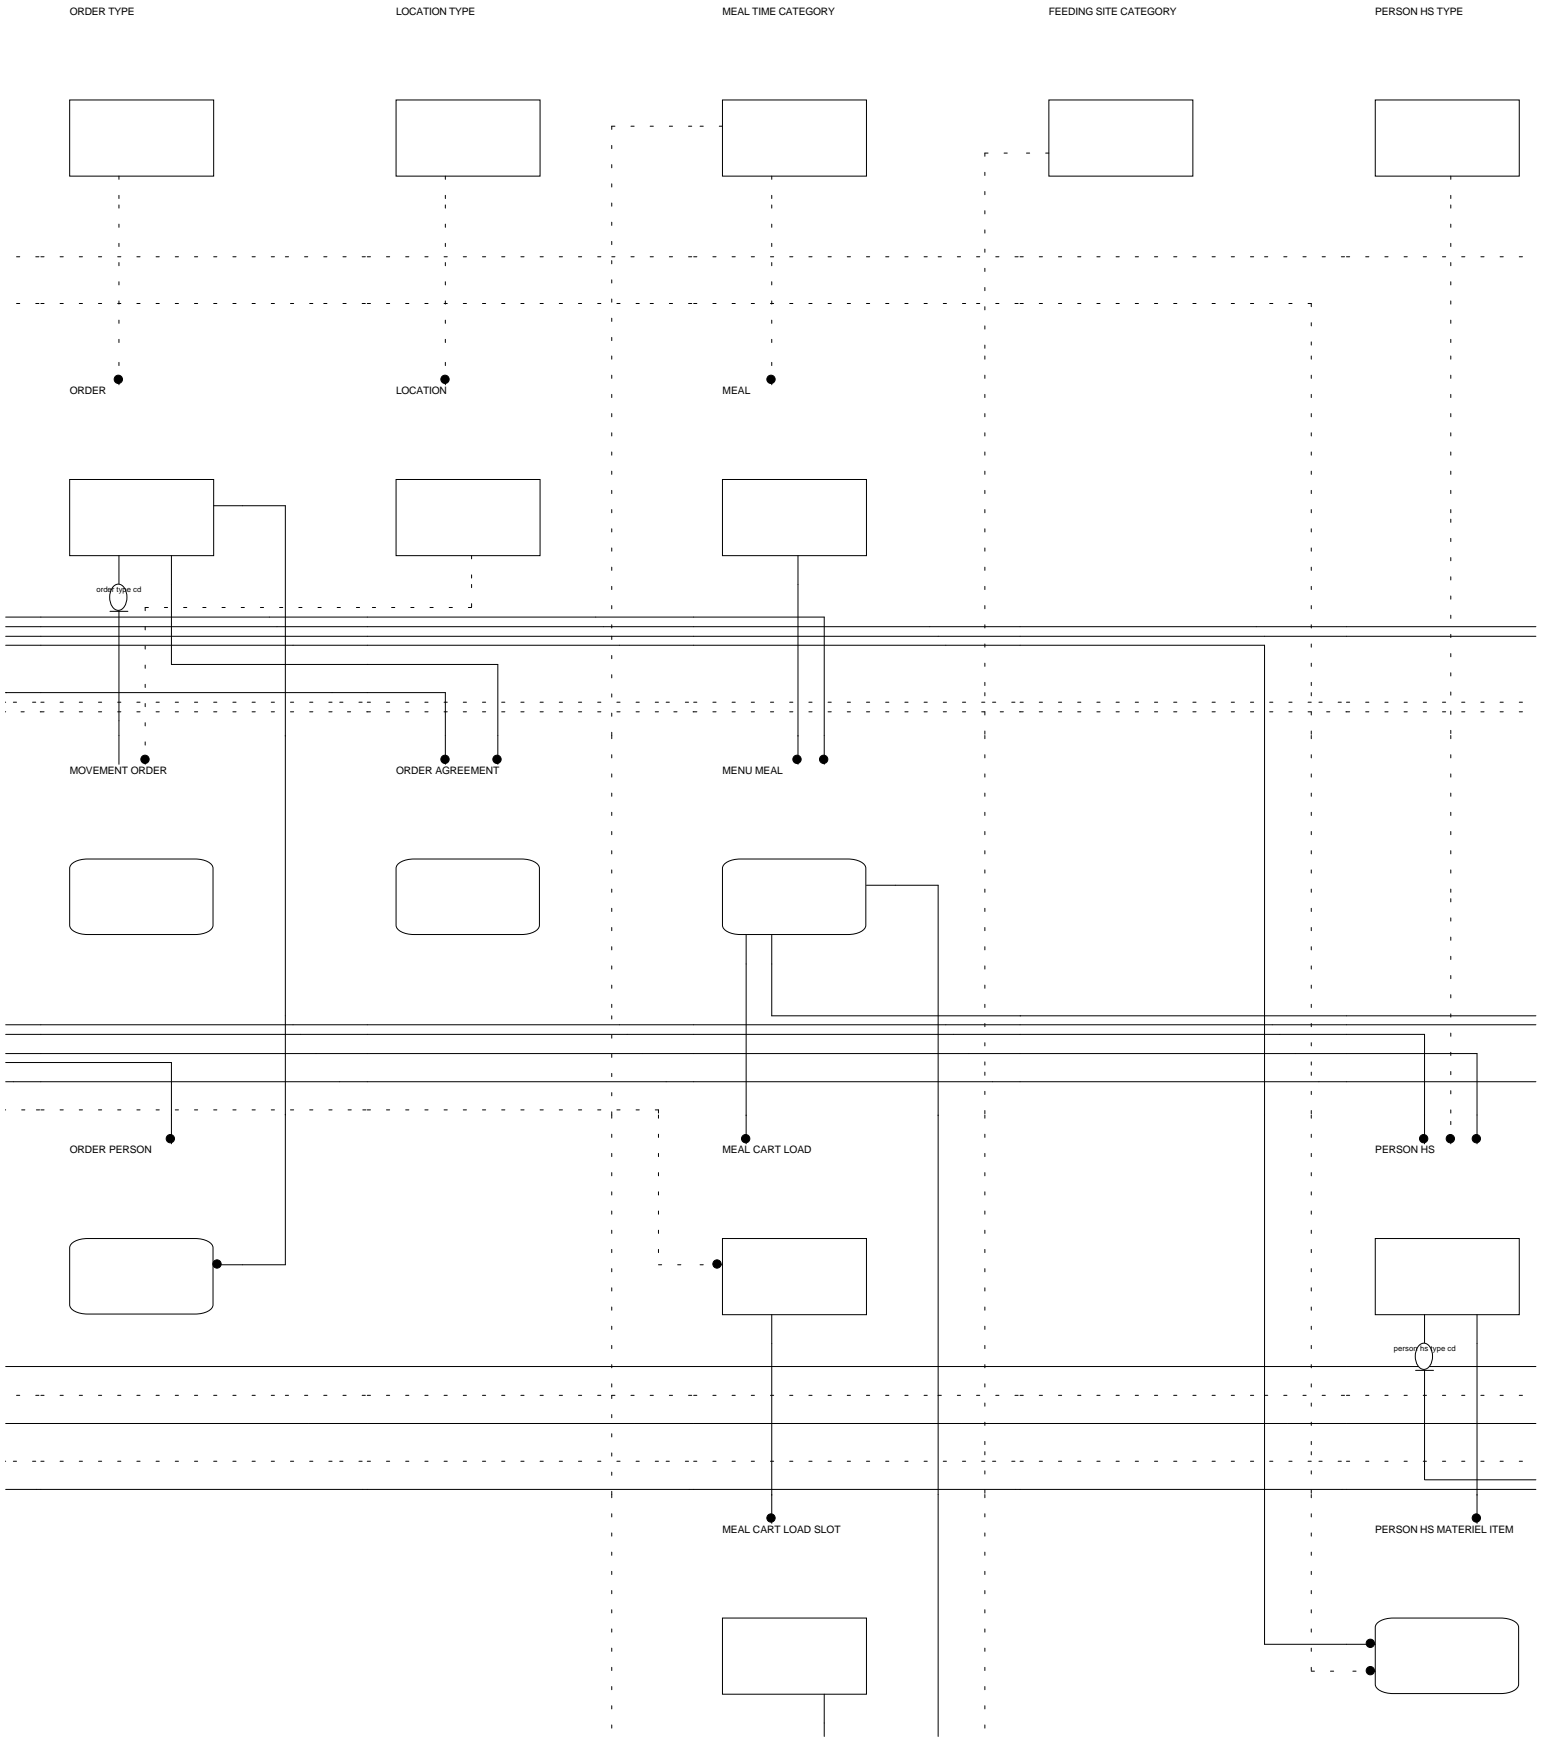 ORDER TYPE
LOCATION TYPE
MEAL TIME CATEGORY
FEEDING SITE CATEGORY
PERSON HS TYPE
ORDER
LOCATION
MEAL
order type cd
MOVEMENT ORDER
ORDER AGREEMENT
MENU MEAL
ORDER PERSON
MEAL CART LOAD
PERSON HS
person hs type cd
MEAL CART LOAD SLOT
PERSON HS MATERIEL ITEM